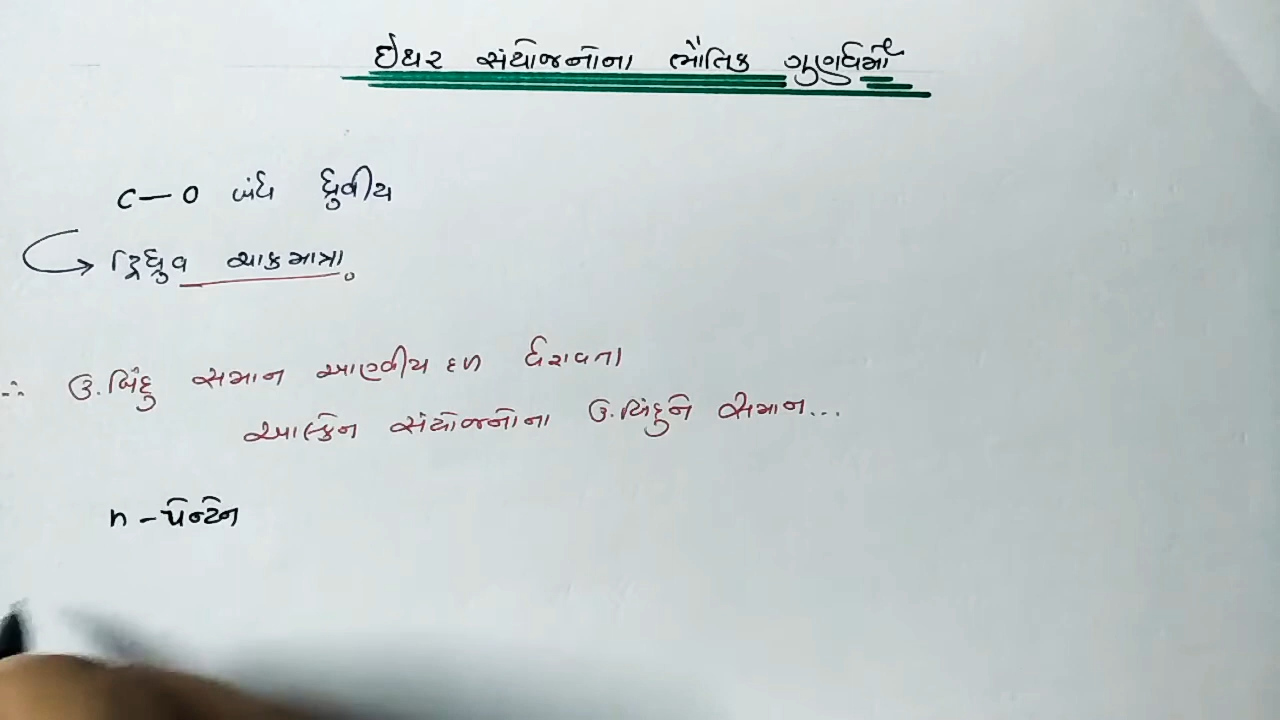 ઈથર સંયોજનોના ભૌતિક ગુણધર્મો
C—O બંધ ધ્રુવીય
દ્વિધ્રુવ ચાકમાત્રા
∴ ઉ.બિંદુ સમાન આણ્વીય દળ ધરાવતા
આલ્કેન સંયોજનોના ઉ.બિંદુને સમાન...
n - પેન્ટેન